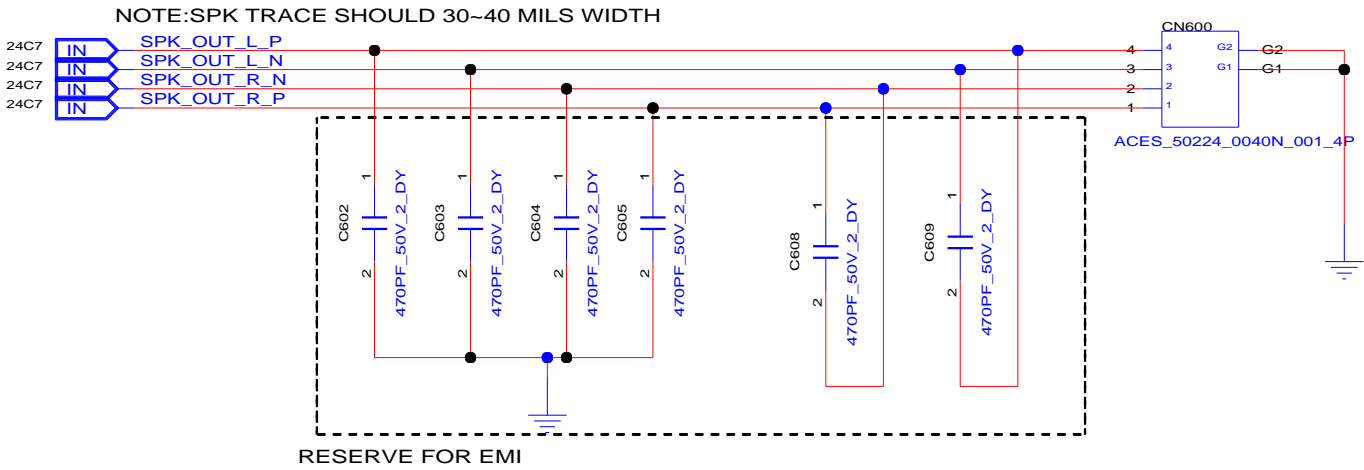 NOTE:SPK TRACE SHOULD 30~40 MILS WIDTH
24C7 IN SPK_OUT_L_P
24C7 IN SPK_OUT_L_N
24C7 IN SPK_OUT_R_N
24C7 IN SPK_OUT_R_P
CN600
4 4 G2 G2
3 3 G1 G1
2 2
1 1
ACES_50224_0040N_001_4P
C602 1 2 470PF_50V_2_DY
C603 1 2 470PF_50V_2_DY
C604 1 2 470PF_50V_2_DY
C605 1 2 470PF_50V_2_DY
C608 1 2 470PF_50V_2_DY
C609 1 2 470PF_50V_2_DY
RESERVE FOR EMI